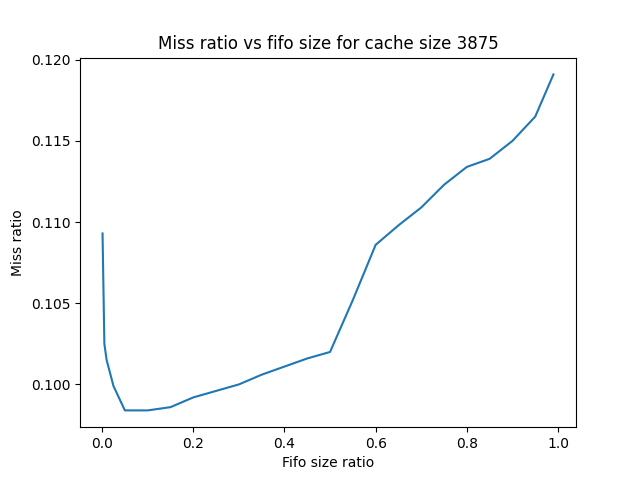 Miss ratio vs fifo size for cache size 3875
0.120
0.115
0.110
0.105
0.100
Miss ratio
0.0 0.2 0.4 0.6 0.8 1.0
Fifo size ratio